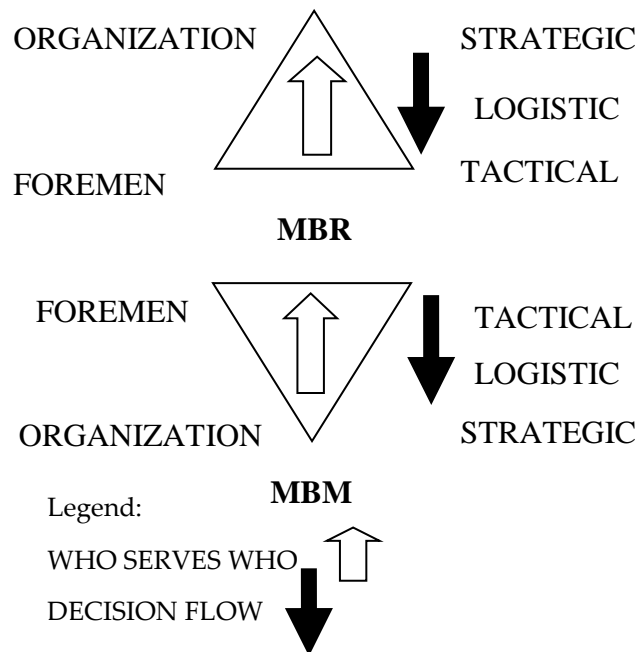 ORGANIZATION STRATEGIC
LOGISTIC
FOREMEN TACTICAL
MBR
FOREMEN TACTICAL
LOGISTIC
ORGANIZATION STRATEGIC
MBM
Legend:
WHO SERVES WHO
DECISION FLOW